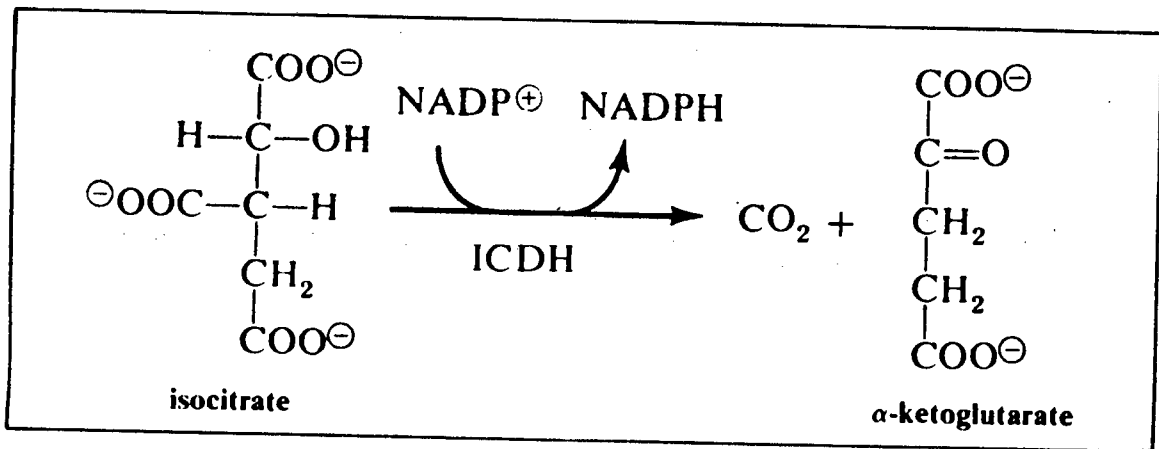 COO⊖
H—C—OH
⊖OOC—C—H
CH₂
COO⊖
isocitrate
NADP⊕ NADPH
ICDH
CO₂ +
COO⊖
C=O
CH₂
CH₂
COO⊖
α-ketoglutarate